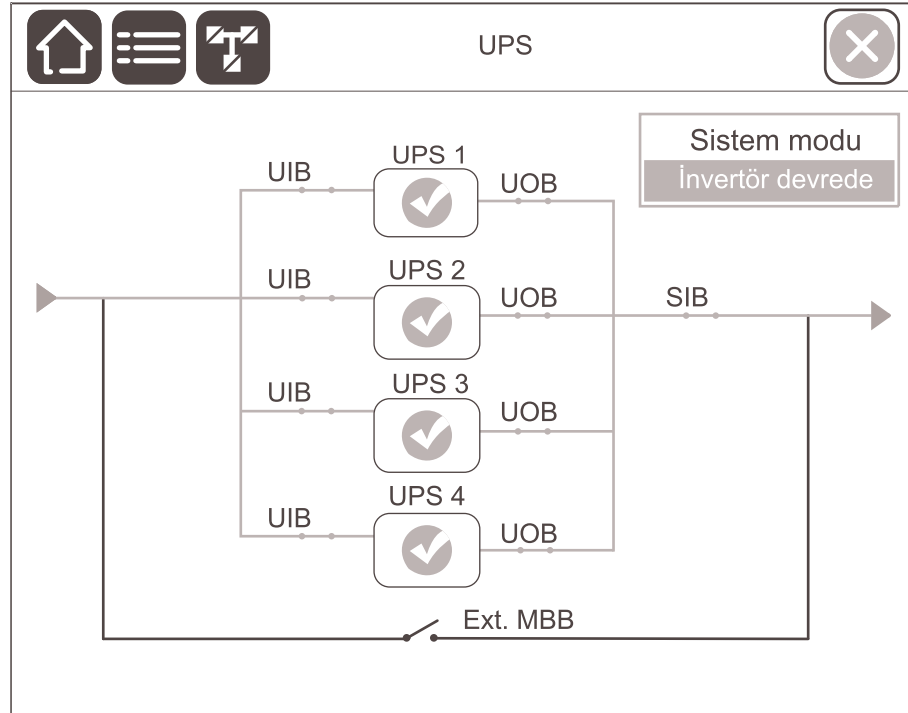 UPS
Sistem modu
İnvertör devrede
UIB
UPS 1
UOB
UIB
UPS 2
UOB
SIB
UIB
UPS 3
UOB
UIB
UPS 4
UOB
Ext. MBB